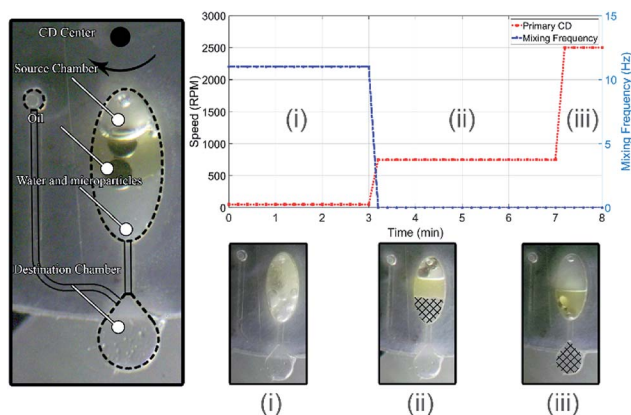 CD Center
Source Chamber
Oil
Water and microparticles
Destination Chamber
3000
2500
2000
1500
1000
500
0
Speed (RPM)
15
10
5
0
Mixing Frequency (Hz)
Primary CD
Mixing Frequency
(i)
(ii)
(iii)
0 1 2 3 4 5 6 7 8
Time (min)
(i)
(ii)
(iii)